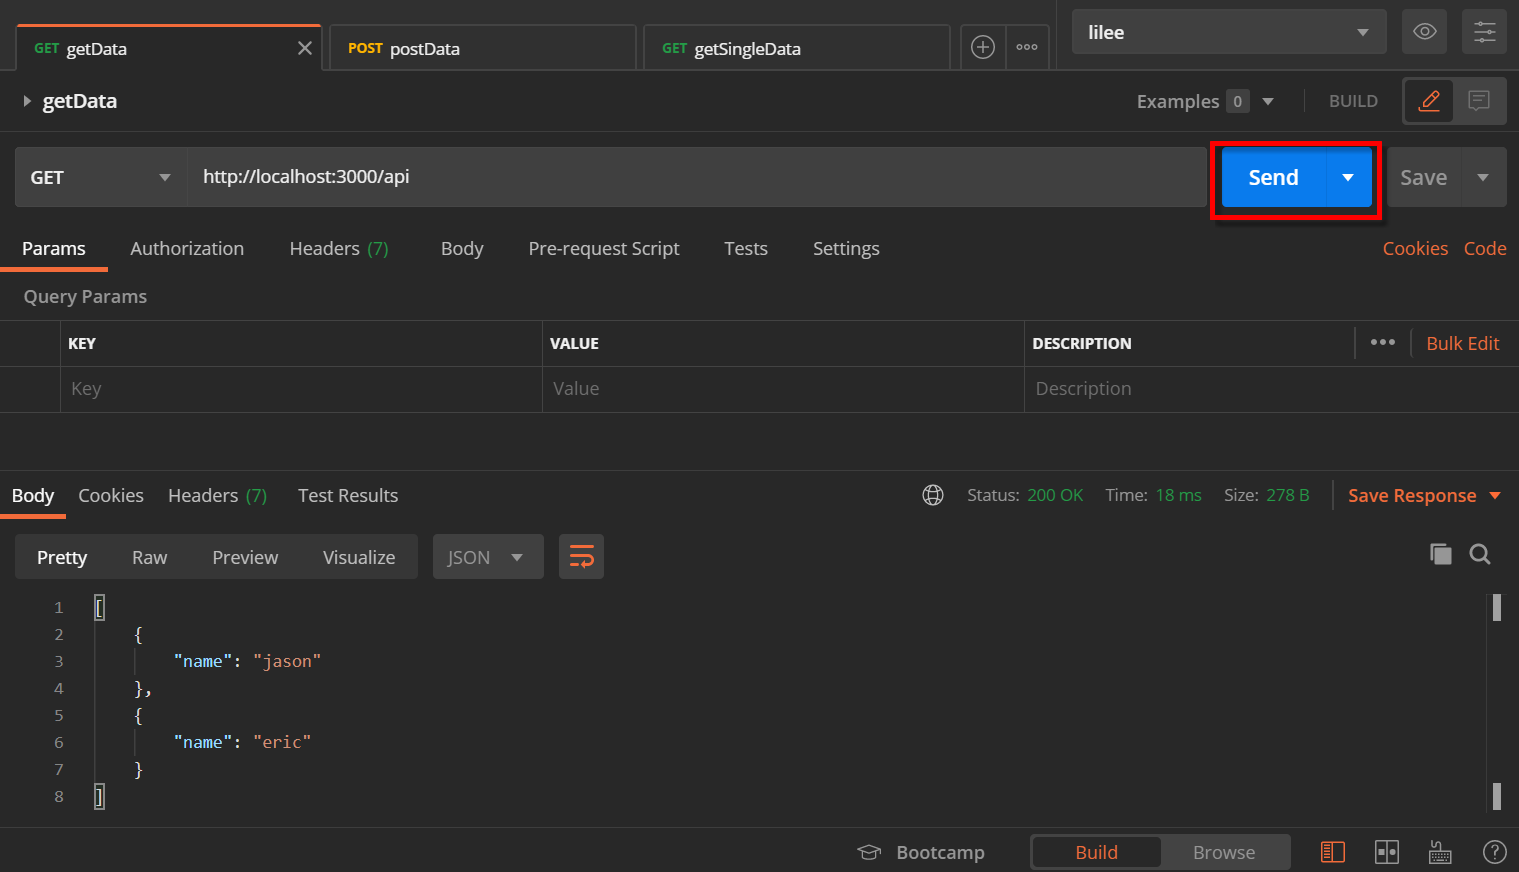 GET getData POST postData GET getSingleData lilee
getData Examples 0 BUILD
GET http://localhost:3000/api Send Save
Params Authorization Headers (7) Body Pre-request Script Tests Settings Cookies Code
Query Params
KEY VALUE DESCRIPTION Bulk Edit
Key Value Description
Body Cookies Headers (7) Test Results Status: 200 OK Time: 18 ms Size: 278 B Save Response
Pretty Raw Preview Visualize JSON
1 [
2 {
3 "name": "jason"
4 },
5 {
6 "name": "eric"
7 }
8 ]
Bootcamp Build Browse